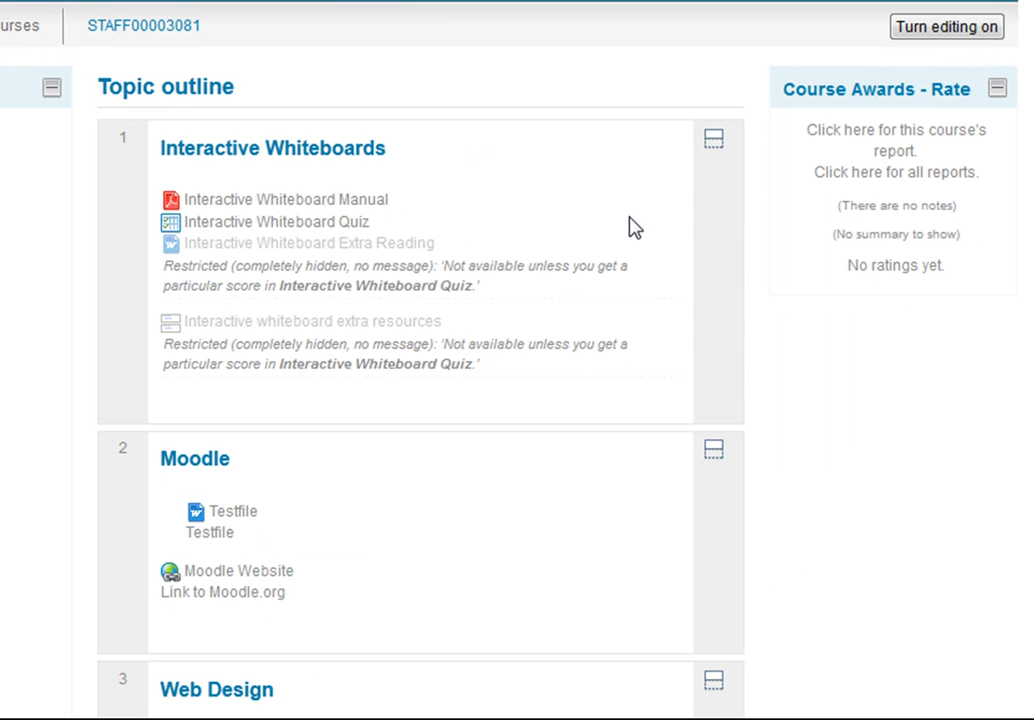 STAFF00003081
Turn editing on
Topic outline
1
Interactive Whiteboards
Interactive Whiteboard Manual
Interactive Whiteboard Quiz
Interactive Whiteboard Extra Reading
Restricted (completely hidden, no message): ‘Not available unless you get a
particular score in Interactive Whiteboard Quiz.’
Interactive whiteboard extra resources
Restricted (completely hidden, no message): ‘Not available unless you get a
particular score in Interactive Whiteboard Quiz.’
2
Moodle
Testfile
Testfile
Moodle Website
Link to Moodle.org
3
Web Design
Course Awards - Rate
Click here for this course's
report.
Click here for all reports.
(There are no notes)
(No summary to show)
No ratings yet.